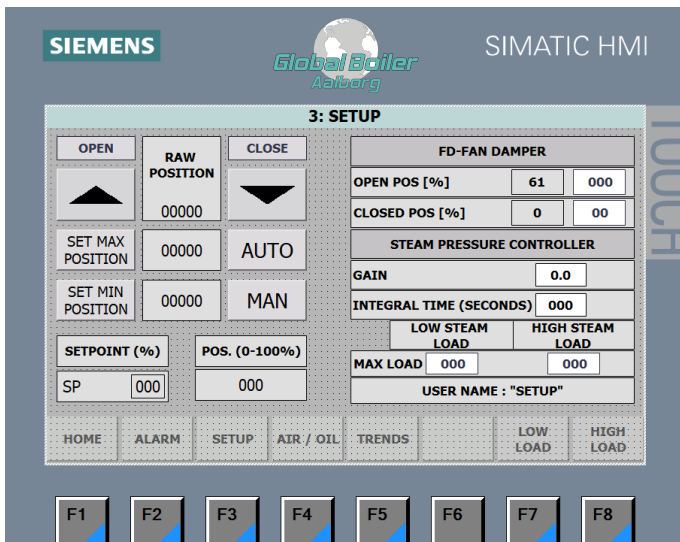 SIEMENS
Global Boiler
Aalborg
SIMATIC HMI
TOUCH
3: SETUP
OPEN
RAW
POSITION
00000
CLOSE
SET MAX
POSITION
00000
AUTO
SET MIN
POSITION
00000
MAN
SETPOINT (%)
POS. (0-100%)
SP
000
000
FD-FAN DAMPER
OPEN POS [%]
61
000
CLOSED POS [%]
0
00
STEAM PRESSURE CONTROLLER
GAIN
0.0
INTEGRAL TIME (SECONDS)
000
LOW STEAM
LOAD
HIGH STEAM
LOAD
MAX LOAD
000
000
USER NAME : "SETUP"
HOME
ALARM
SETUP
AIR / OIL
TRENDS
LOW
LOAD
HIGH
LOAD
F1
F2
F3
F4
F5
F6
F7
F8